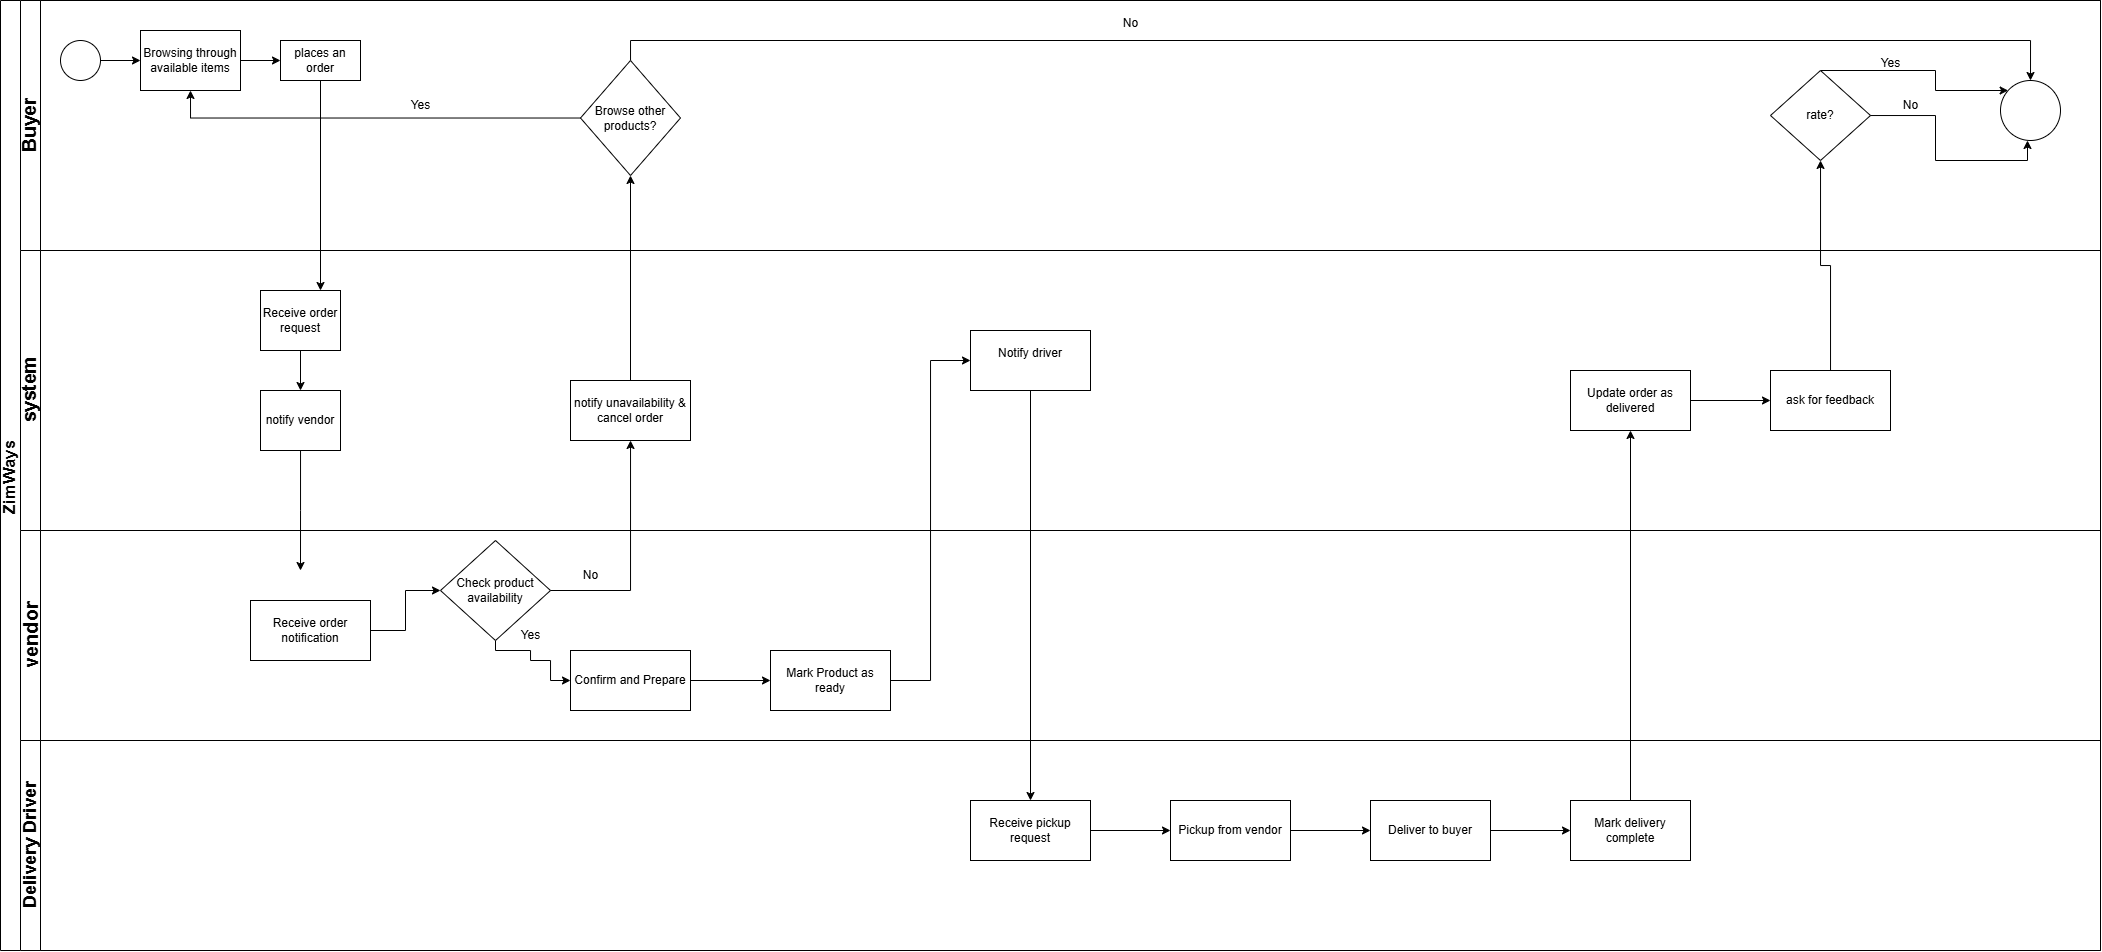 ZimWays
Buyer
Browsing through
available items
places an
order
Yes
Browse other
products?
No
rate?
Yes
No
system
Receive order
request
notify vendor
notify unavailability &
cancel order
Notify driver
Update order as
delivered
ask for feedback
vendor
Receive order
notification
Check product
availability
No
Yes
Confirm and Prepare
Mark Product as
ready
Delivery Driver
Receive pickup
request
Pickup from vendor
Deliver to buyer
Mark delivery
complete